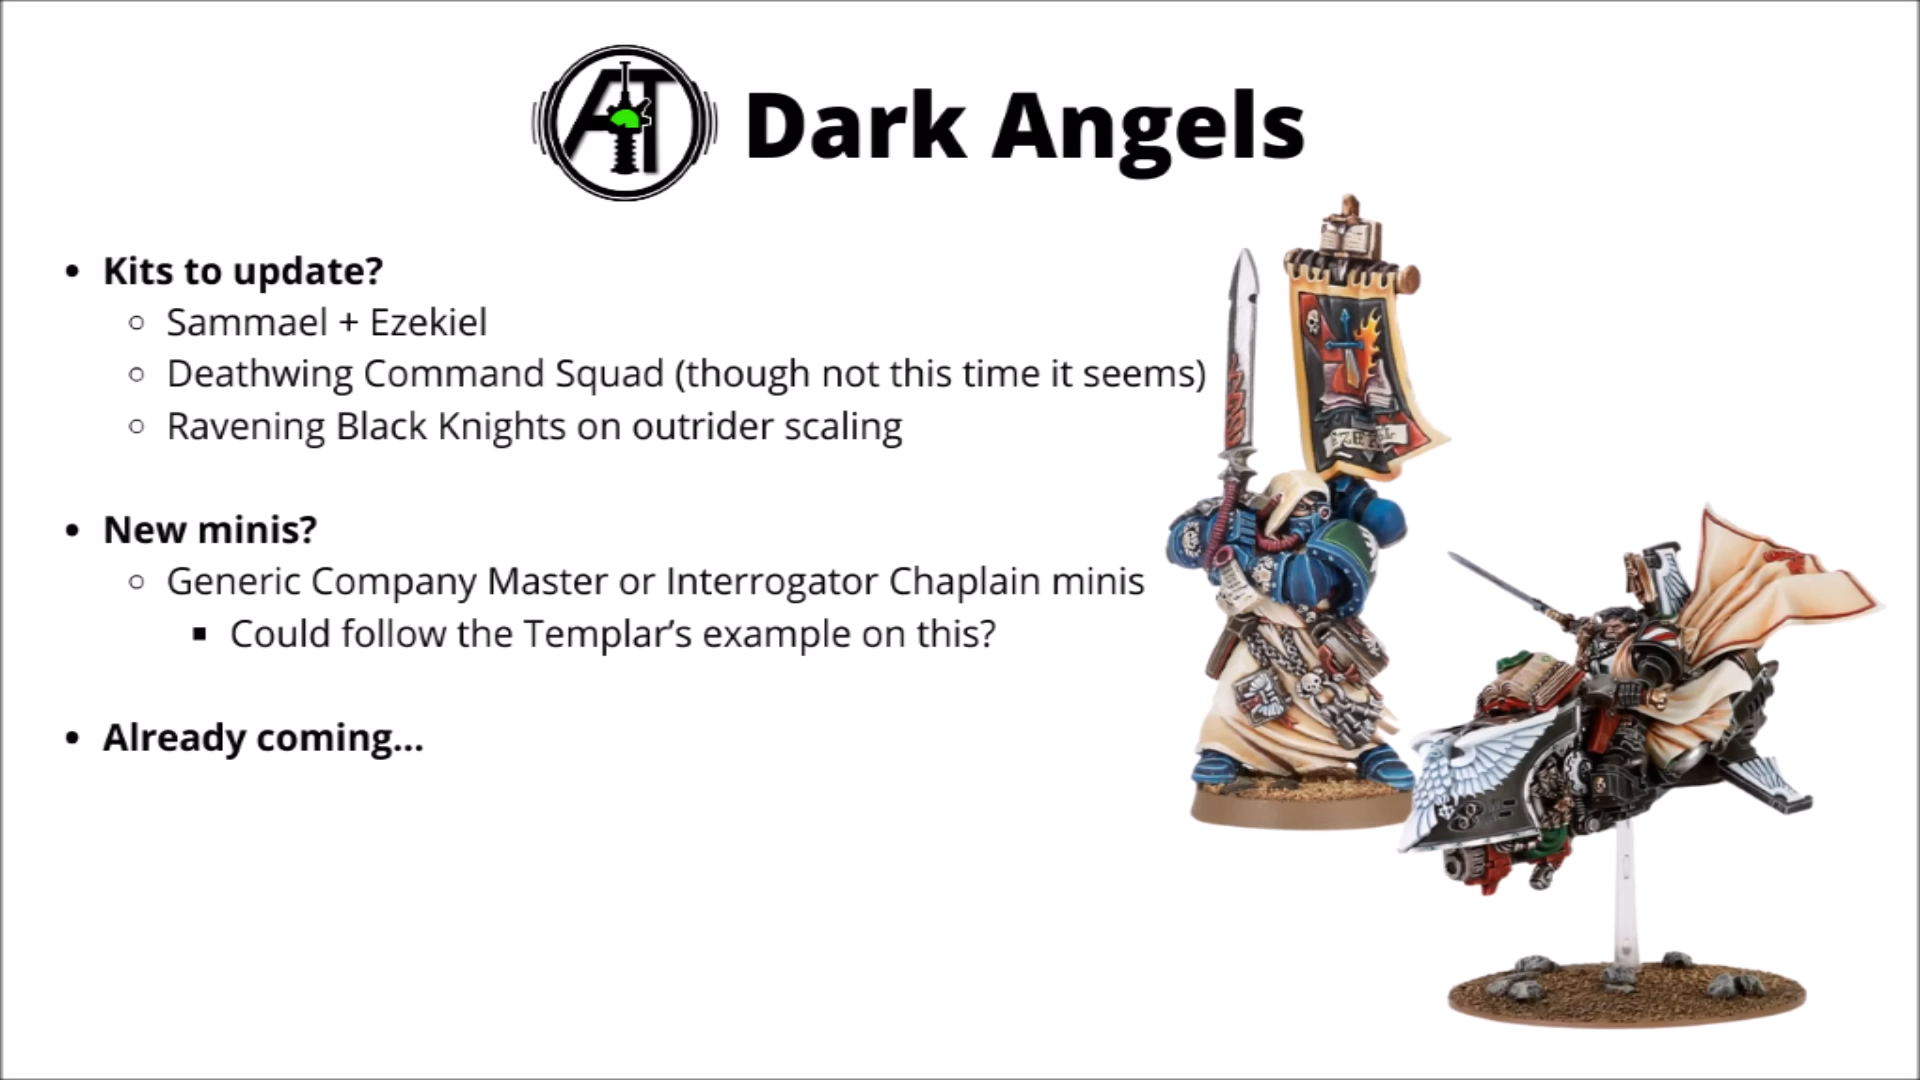 AT Dark Angels
Kits to update?
Sammael + Ezekiel
Deathwing Command Squad (though not this time it seems)
Ravening Black Knights on outrider scaling
New minis?
Generic Company Master or Interrogator Chaplain minis
Could follow the Templar’s example on this?
Already coming...